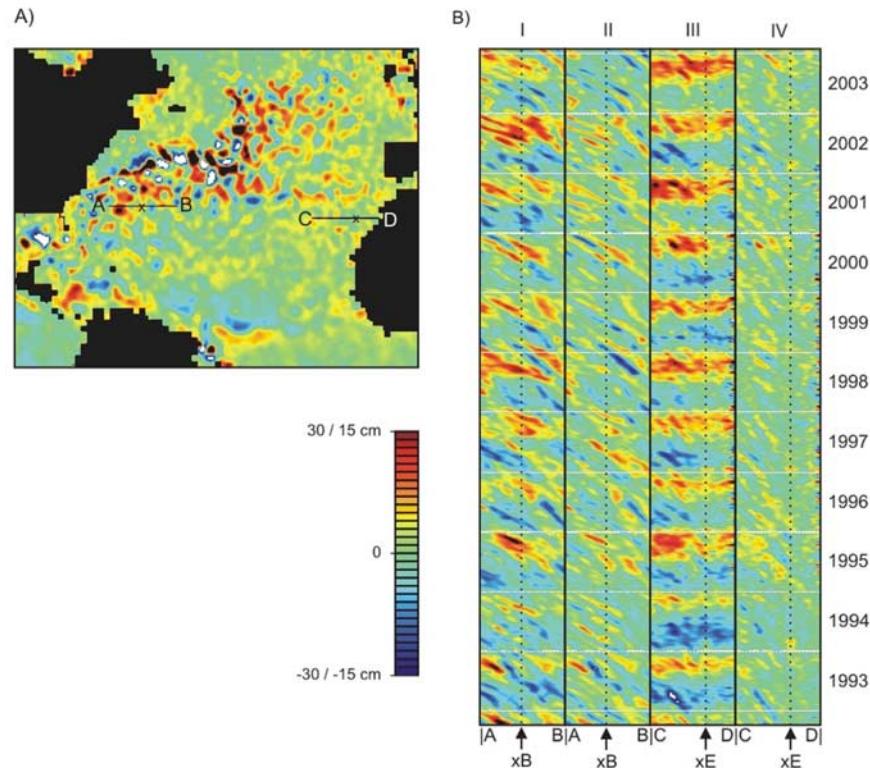 A)
A
B
C
D
30 / 15 cm
0
-30 / -15 cm
B)
I II III IV
2003
2002
2001
2000
1999
1998
1997
1996
1995
1994
1993
|A B| |A B| |C D| |C D|
xB xB xE xE